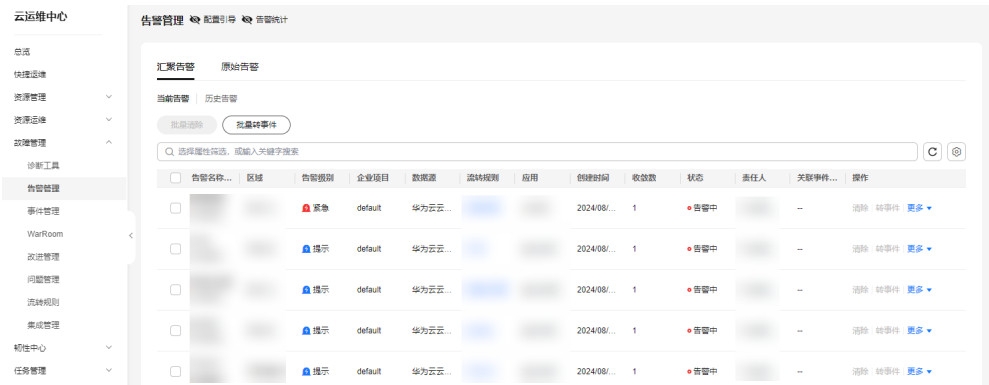 云运维中心
总览
快捷运维
资源管理
资源运维
故障管理
诊断工具
告警管理
事件管理
WarRoom
改进管理
问题管理
流转规则
集成管理
韧性中心
任务管理
告警管理 配置引导 告警统计
汇聚告警 原始告警
当前告警 历史告警
批量清除 批量转事件
选择属性筛选，或输入关键字搜索
告警名称... 区域 告警级别 企业项目 数据源 流转规则 应用 创建时间 收敛数 状态 责任人 关联事件... 操作
紧急 default 华为云云... 2024/08/... 1 告警中 -- 清除 转事件 更多
提示 default 华为云云... 2024/08/... 1 告警中 -- 清除 转事件 更多
提示 default 华为云云... 2024/08/... 1 告警中 -- 清除 转事件 更多
提示 default 华为云云... 2024/08/... 1 告警中 -- 清除 转事件 更多
提示 default 华为云云... 2024/08/... 1 告警中 -- 清除 转事件 更多